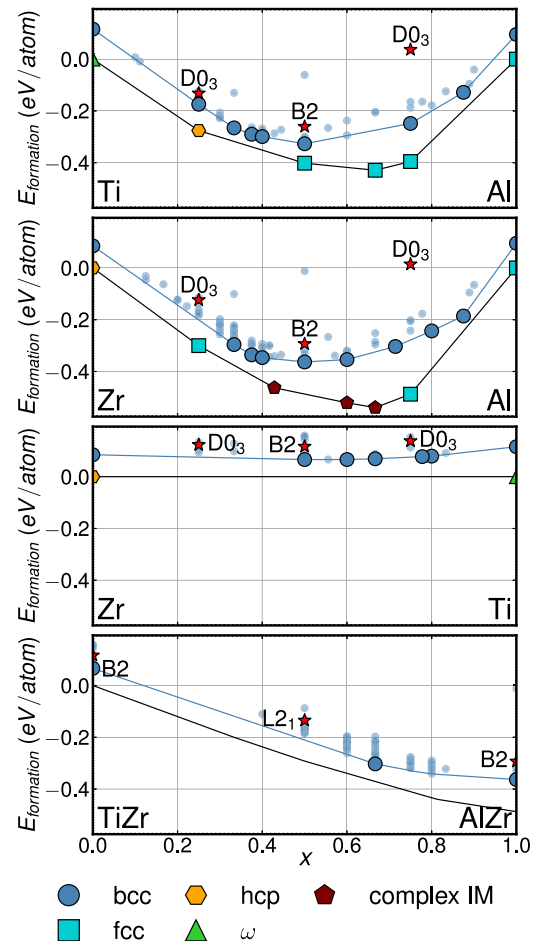 E_formation (eV/atom)
0.0
−0.2
−0.4
D0₃
B2
D0₃
Ti
Al
E_formation (eV/atom)
0.0
−0.2
−0.4
D0₃
B2
D0₃
Zr
Al
E_formation (eV/atom)
0.0
−0.2
−0.4
D0₃
B2
D0₃
Zr
Ti
E_formation (eV/atom)
0.0
−0.2
−0.4
B2
L2₁
B2
TiZr
AlZr
0.0 0.2 0.4 0.6 0.8 1.0
x
bcc hcp complex IM
fcc ω